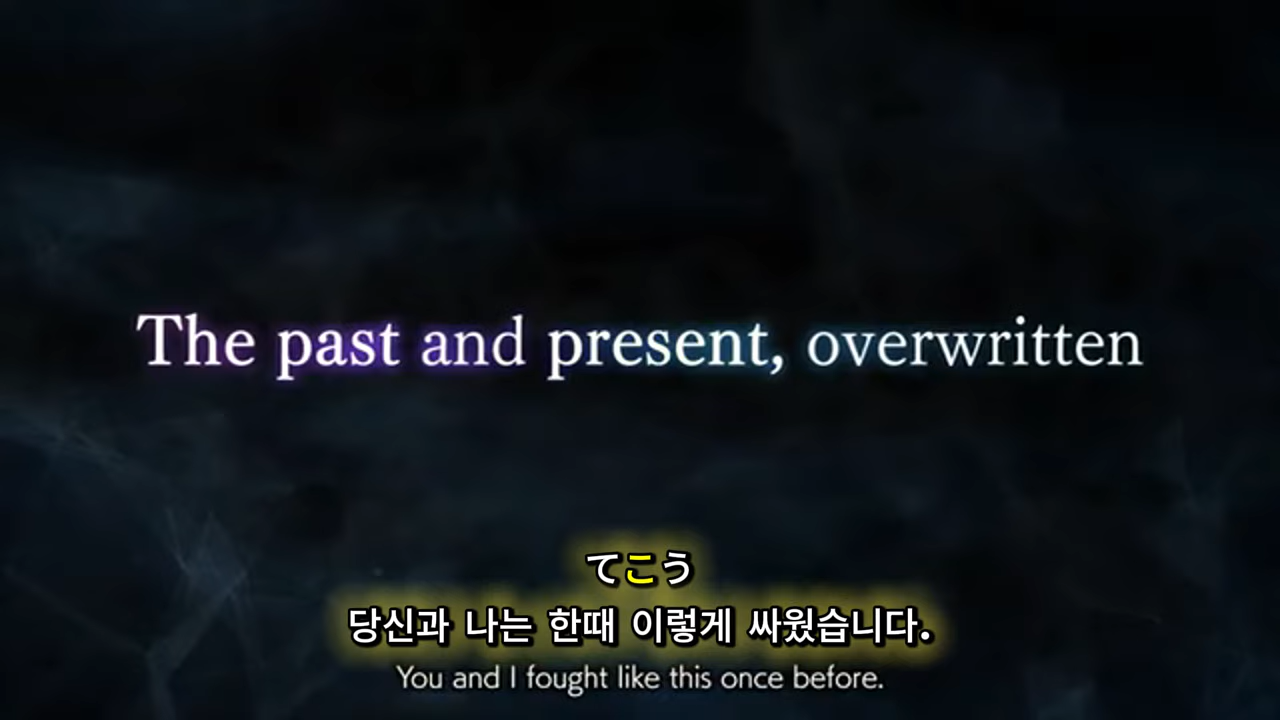 The past and present, overwritten
てこう
당신과 나는 한때 이렇게 싸웠습니다.
You and I fought like this once before.